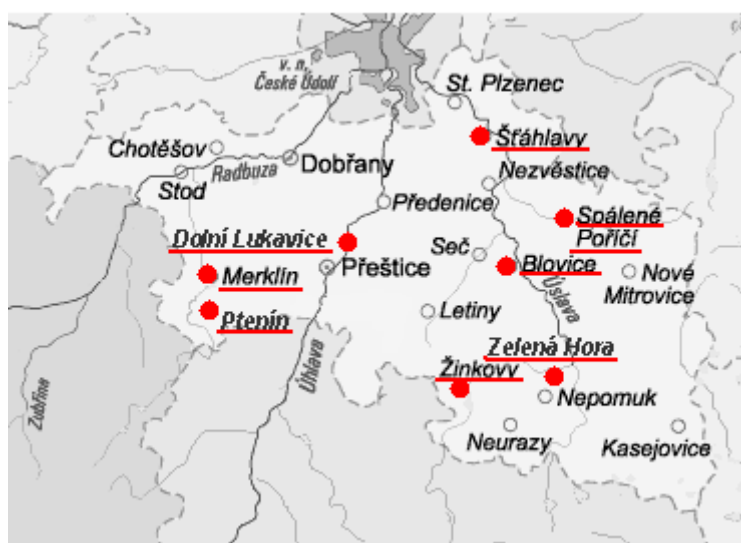 v. n.
České Údolí
St. Plzenec
Šťáhlavy
Chotěšov
Radbuza
Dobřany
Stod
Nezvěstice
Předenice
Spálené
Poříčí
Dolní Lukavice
Seč
Přeštice
Blovice
Nové
Mitrovice
Merklín
Letiny
Úslava
Ptenín
Zelená Hora
Úhlava
Žinkovy
Zubřina
Nepomuk
Neurazy
Kasejovice